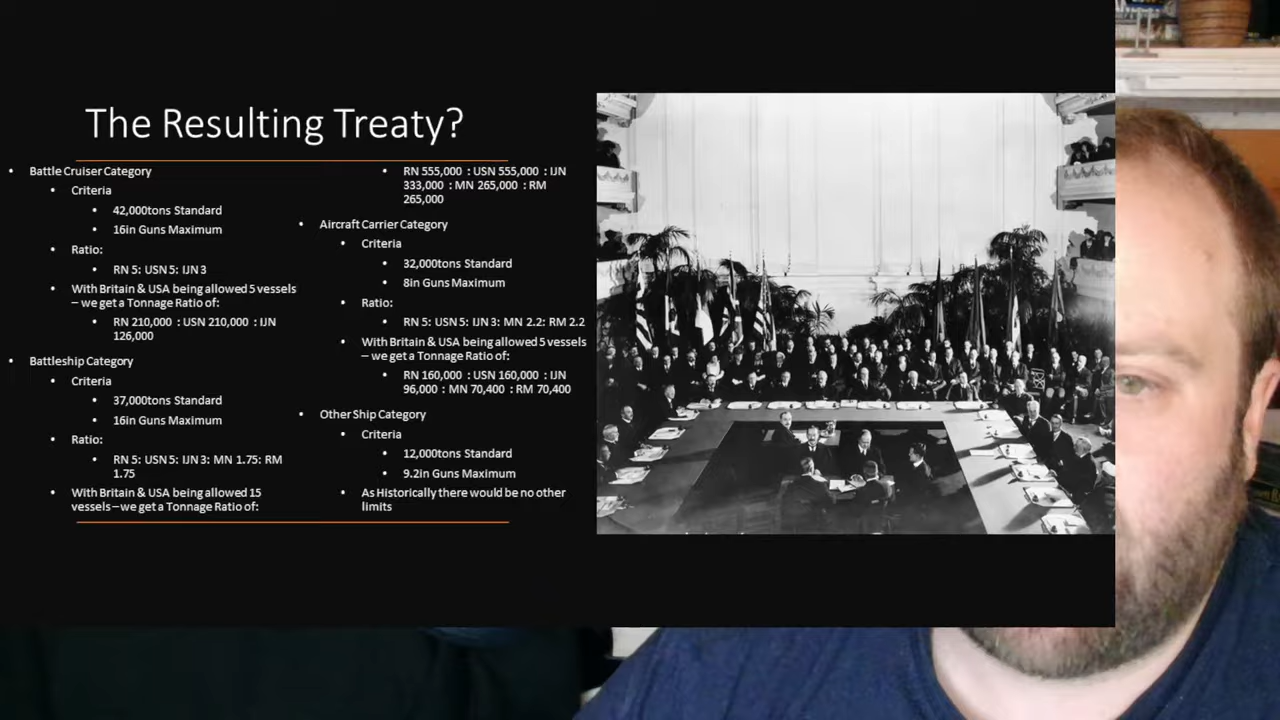 The Resulting Treaty?
• Battle Cruiser Category
• Criteria
• 42,000tons Standard
• 16in Guns Maximum
• Ratio:
• RN 5: USN 5: IJN 3
• With Britain & USA being allowed 5 vessels
– we get a Tonnage Ratio of:
• RN 210,000 : USN 210,000 : IJN
126,000
• Battleship Category
• Criteria
• 37,000tons Standard
• 16in Guns Maximum
• Ratio:
• RN 5: USN 5: IJN 3: MN 1.75: RM
1.75
• With Britain & USA being allowed 15
vessels – we get a Tonnage Ratio of:
• RN 555,000 : USN 555,000 : IJN
333,000 : MN 265,000 : RM
265,000
• Aircraft Carrier Category
• Criteria
• 32,000tons Standard
• 8in Guns Maximum
• Ratio:
• RN 5: USN 5: IJN 3: MN 2.2: RM 2.2
• With Britain & USA being allowed 5 vessels
– we get a Tonnage Ratio of:
• RN 160,000 : USN 160,000 : IJN
96,000 : MN 70,400 : RM 70,400
• Other Ship Category
• Criteria
• 12,000tons Standard
• 9.2in Guns Maximum
• As Historically there would be no other
limits